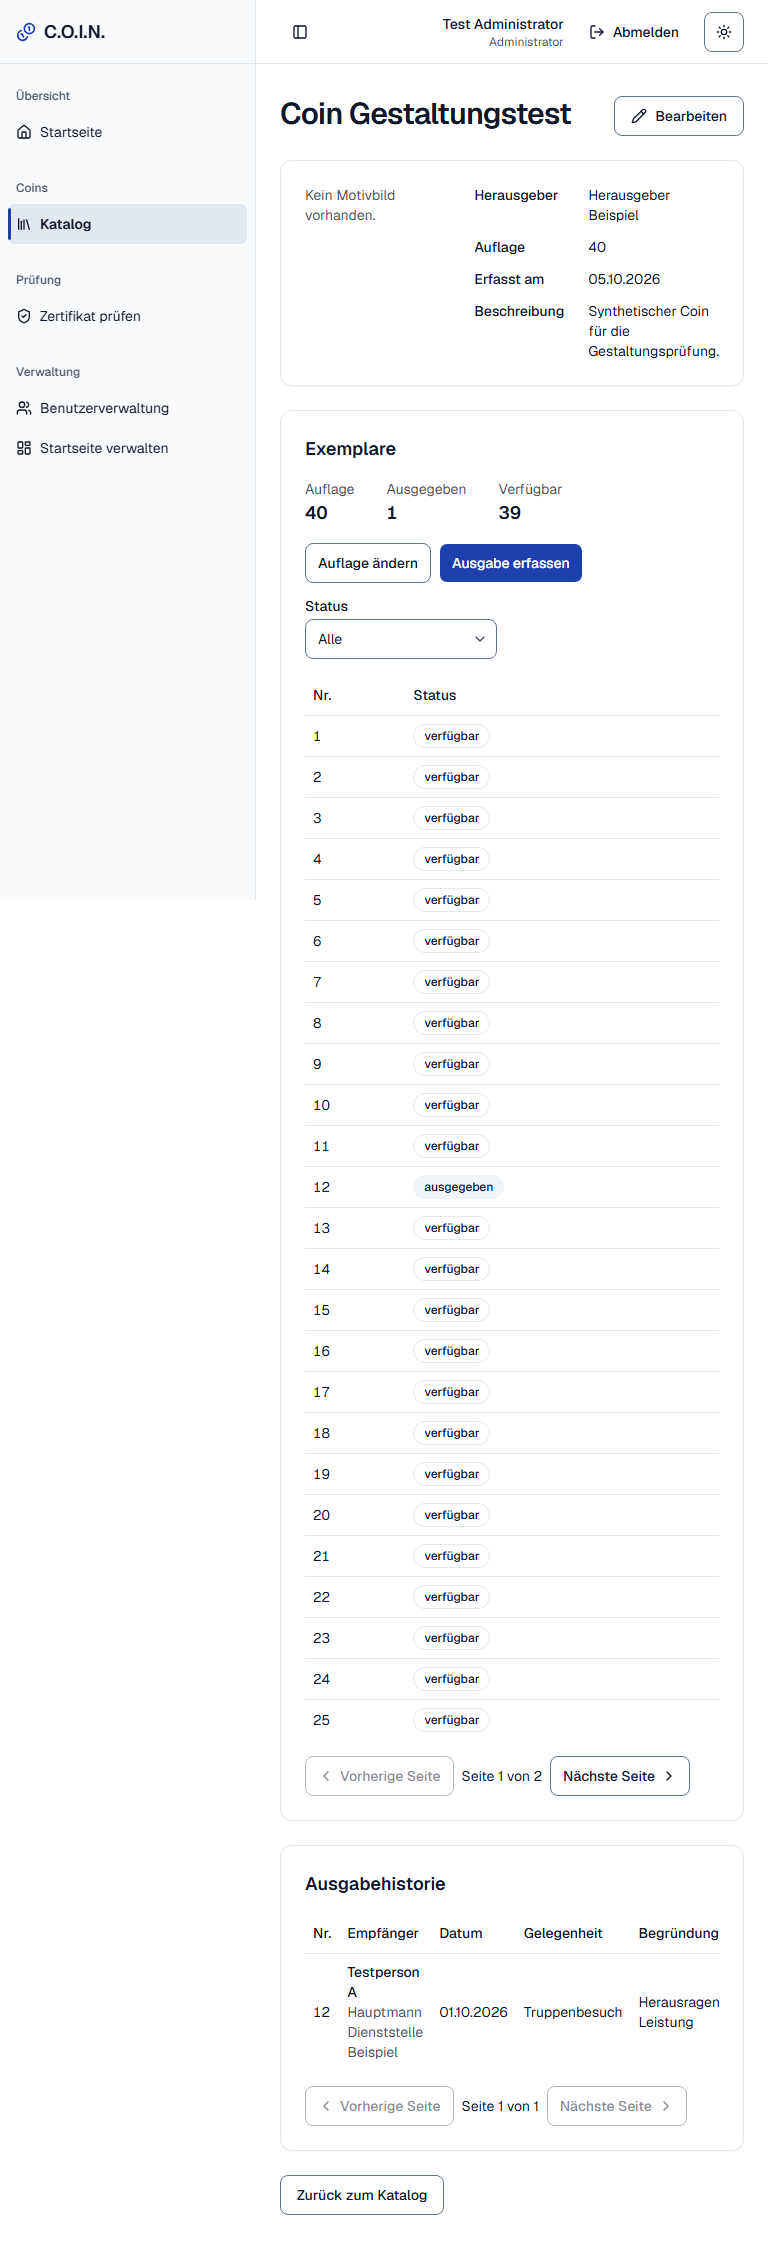 C.O.I.N.
Test Administrator
Administrator
Abmelden
Übersicht
Startseite
Coins
Katalog
Prüfung
Zertifikat prüfen
Verwaltung
Benutzerverwaltung
Startseite verwalten
Coin Gestaltungstest
Bearbeiten
Kein Motivbild
vorhanden.
Herausgeber
Herausgeber
Beispiel
Auflage
40
Erfasst am
05.10.2026
Beschreibung
Synthetischer Coin
für die
Gestaltungsprüfung.
Exemplare
Auflage Ausgegeben Verfügbar
40 1 39
Auflage ändern Ausgabe erfassen
Status
Alle
Nr. Status
1 verfügbar
2 verfügbar
3 verfügbar
4 verfügbar
5 verfügbar
6 verfügbar
7 verfügbar
8 verfügbar
9 verfügbar
10 verfügbar
11 verfügbar
12 ausgegeben
13 verfügbar
14 verfügbar
15 verfügbar
16 verfügbar
17 verfügbar
18 verfügbar
19 verfügbar
20 verfügbar
21 verfügbar
22 verfügbar
23 verfügbar
24 verfügbar
25 verfügbar
Vorherige Seite Seite 1 von 2 Nächste Seite
Ausgabehistorie
Nr. Empfänger Datum Gelegenheit Begründung
12
Testperson
A
Hauptmann
Dienststelle
Beispiel
01.10.2026
Truppenbesuch
Herausragen
Leistung
Vorherige Seite Seite 1 von 1 Nächste Seite
Zurück zum Katalog